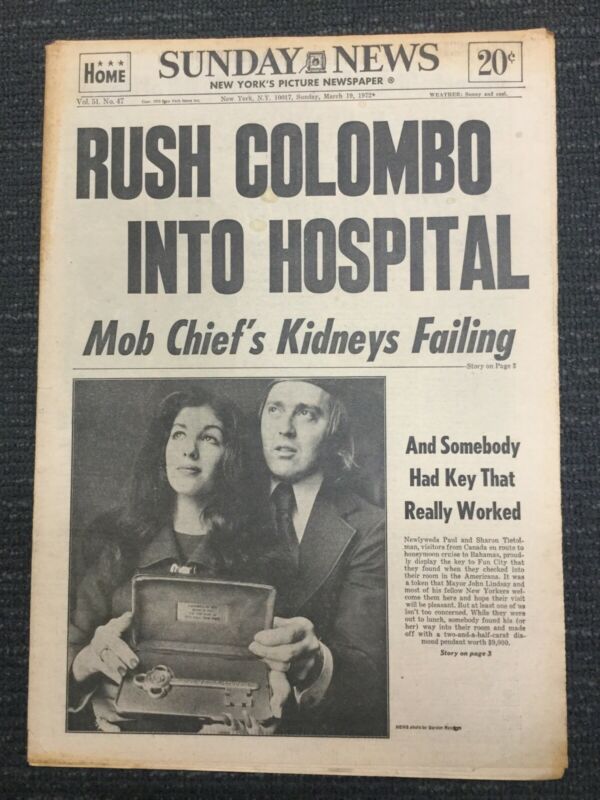 ★★★
HOME
SUNDAY NEWS
NEW YORK'S PICTURE NEWSPAPER ®
20¢
Vol. 51. No. 47
New York, N.Y. 10017, Sunday, March 19, 1972*
WEATHER: Sunny and cool.
RUSH COLOMBO
INTO HOSPITAL
Mob Chief's Kidneys Failing
Story on Page 3
And Somebody
Had Key That
Really Worked
Newlyweds Paul and Sharon Tietol-
man, visitors from Canada en route to
honeymoon cruise to Bahamas, proud-
ly display the key to Fun City that
they found when they checked into
their room in the Americana. It was
a token that Mayor John Lindsay and
most of his fellow New Yorkers wel-
come them here and hope their visit
will be pleasant. But at least one of us
isn't too concerned. While they were
out to lunch, somebody found his (or
her) way into their room and made
off with a two-and-a-half-carat dia-
mond pendant worth $9,000.
Story on page 3
NEWS photo by Gordon